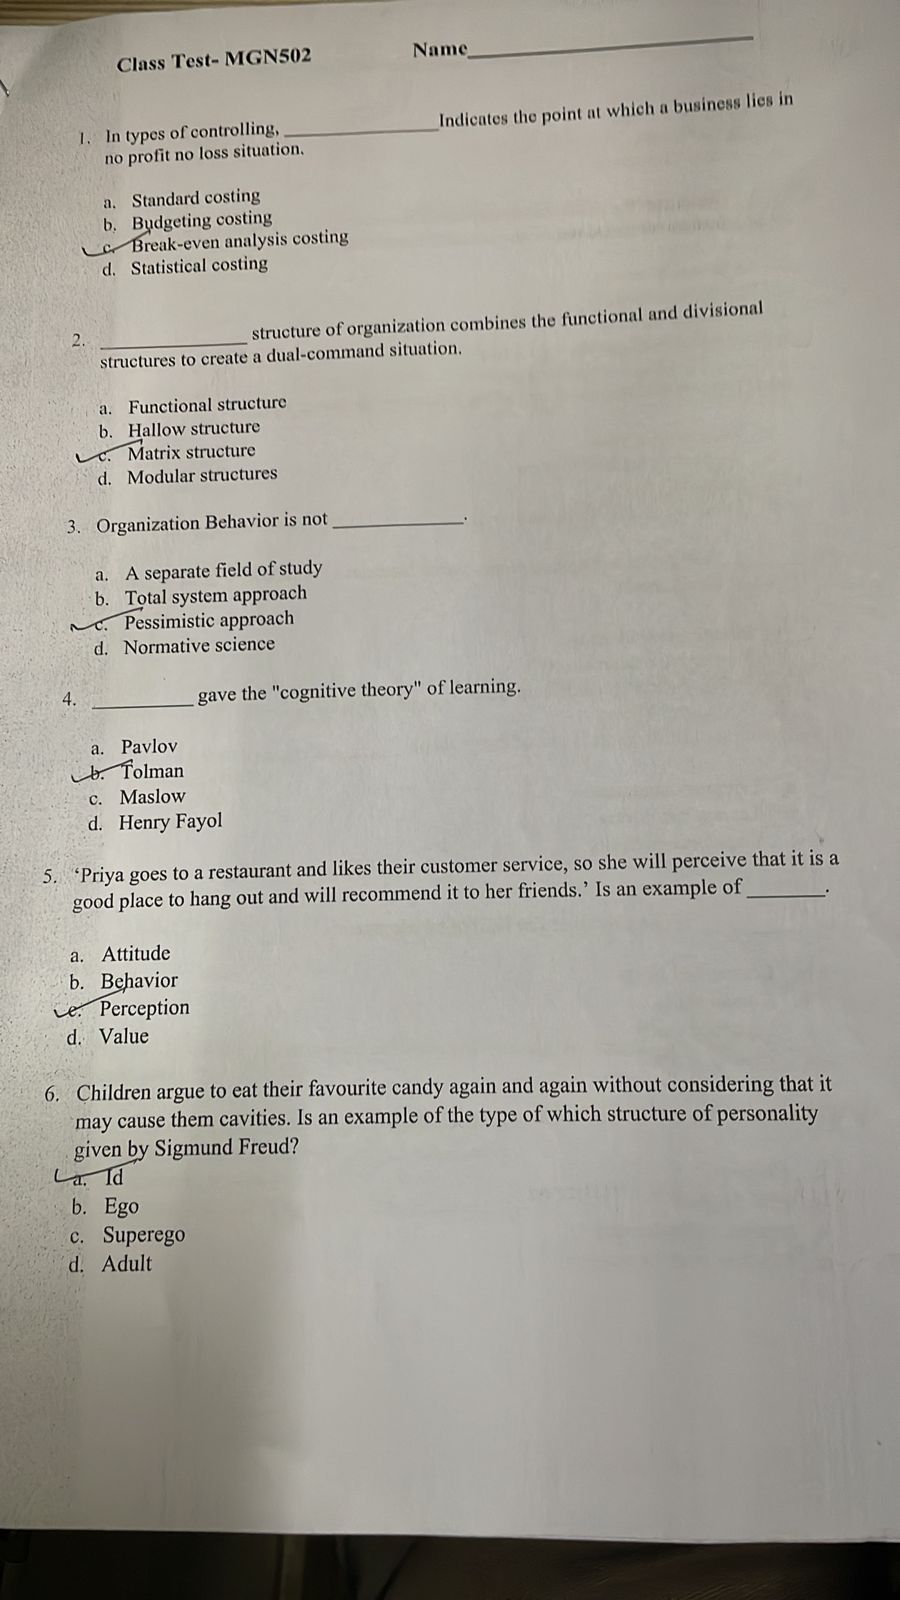 Class Test- MGN502 Name
1. In types of controlling, ______________ Indicates the point at which a business lies in
no profit no loss situation.
a. Standard costing
b. Budgeting costing
c. Break-even analysis costing
d. Statistical costing
2. ______________ structure of organization combines the functional and divisional
structures to create a dual-command situation.
a. Functional structure
b. Hallow structure
c. Matrix structure
d. Modular structures
3. Organization Behavior is not ____________.
a. A separate field of study
b. Total system approach
c. Pessimistic approach
d. Normative science
4. __________ gave the "cognitive theory" of learning.
a. Pavlov
b. Tolman
c. Maslow
d. Henry Fayol
5. ‘Priya goes to a restaurant and likes their customer service, so she will perceive that it is a
good place to hang out and will recommend it to her friends.’ Is an example of _______.
a. Attitude
b. Behavior
c. Perception
d. Value
6. Children argue to eat their favourite candy again and again without considering that it
may cause them cavities. Is an example of the type of which structure of personality
given by Sigmund Freud?
a. Id
b. Ego
c. Superego
d. Adult